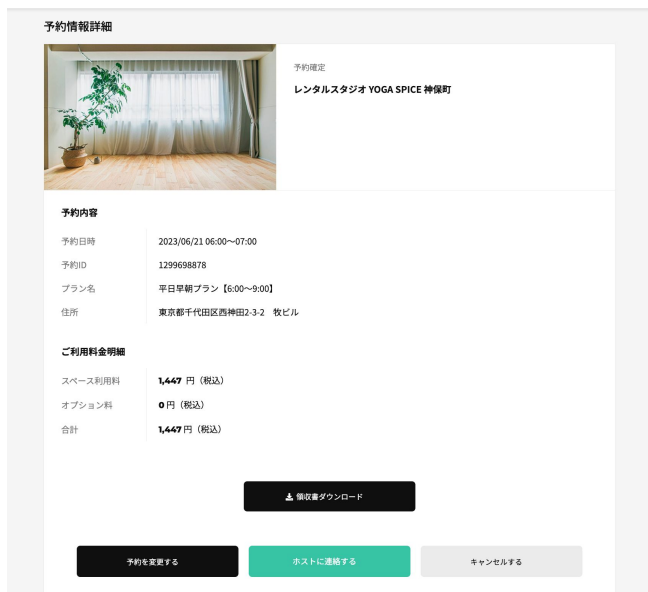 予約情報詳細
予約確定
レンタルスタジオ YOGA SPICE 神保町
予約内容
予約日時 2023/06/21 06:00〜07:00
予約ID 1299698878
プラン名 平日早朝プラン【6:00〜9:00】
住所 東京都千代田区西神田2-3-2　牧ビル
ご利用料金明細
スペース利用料 1,447 円（税込）
オプション料 0 円（税込）
合計 1,447 円（税込）
領収書ダウンロード
予約を変更する ホストに連絡する キャンセルする